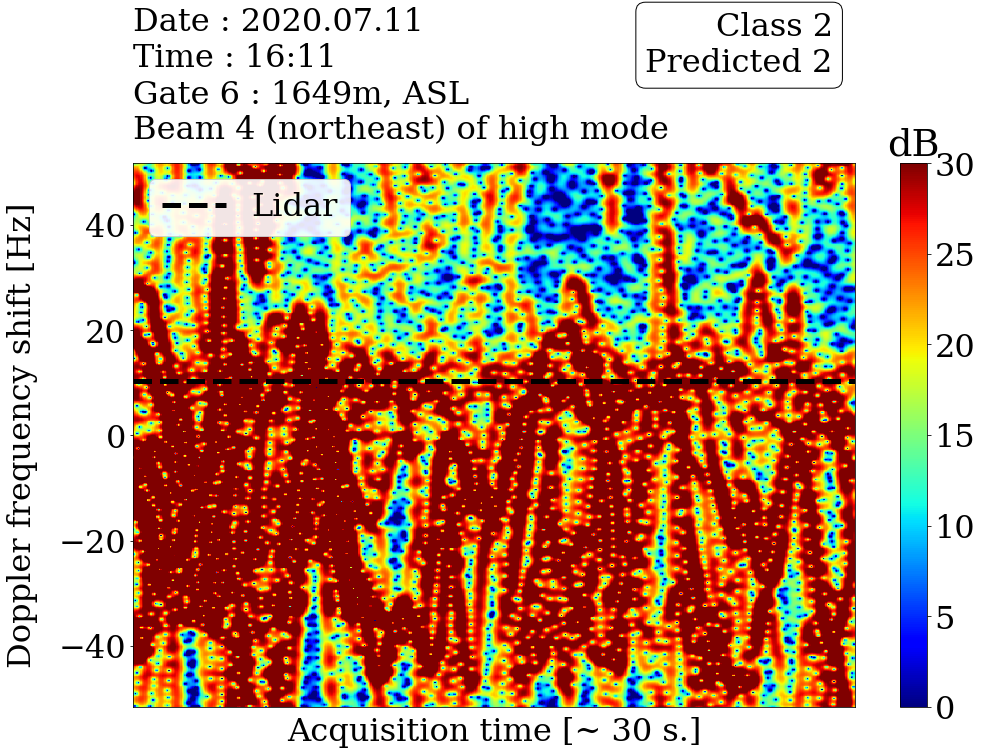 Date : 2020.07.11
Time : 16:11
Gate 6 : 1649m, ASL
Beam 4 (northeast) of high mode
Class 2
Predicted 2
dB
Lidar
Doppler frequency shift [Hz]
40
20
0
−20
−40
Acquisition time [~ 30 s.]
30
25
20
15
10
5
0